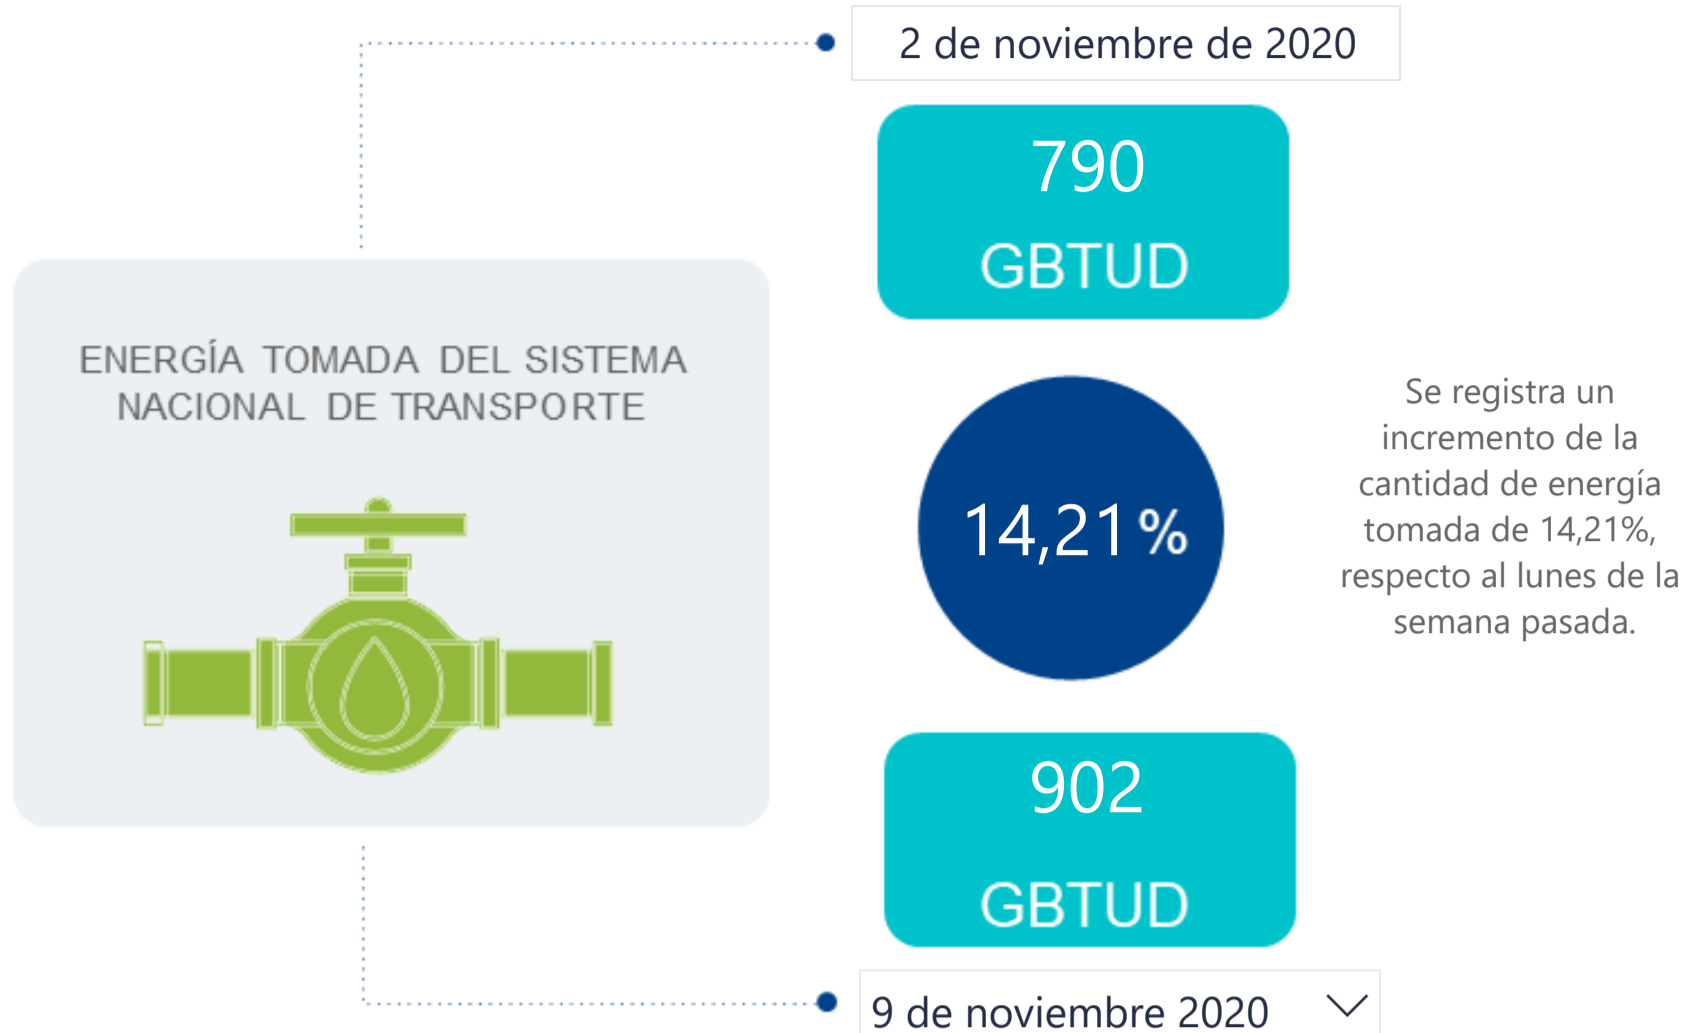 2 de noviembre de 2020
790
GBTUD
ENERGÍA TOMADA DEL SISTEMA
NACIONAL DE TRANSPORTE
14,21%
Se registra un
incremento de la
cantidad de energía
tomada de 14,21%,
respecto al lunes de la
semana pasada.
902
GBTUD
9 de noviembre 2020